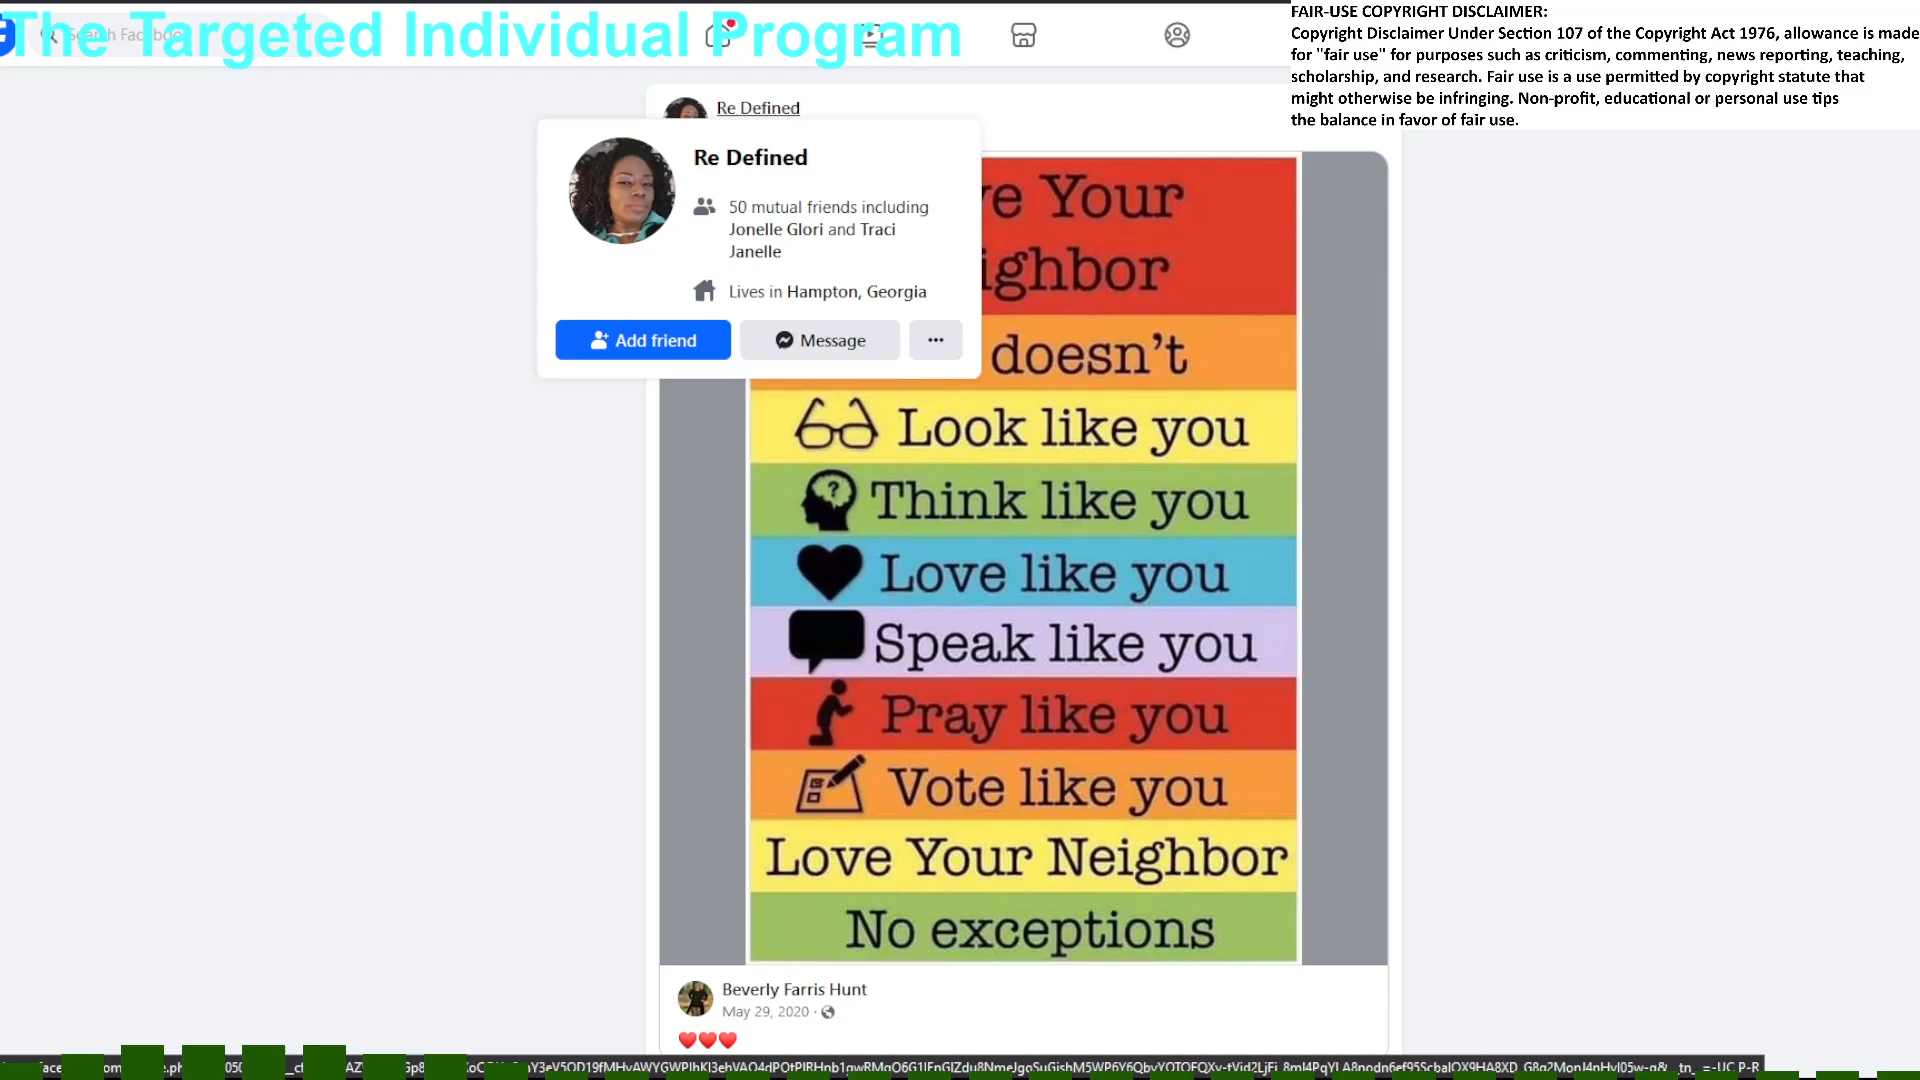 The Targeted Individual Program
Search Facebook
FAIR-USE COPYRIGHT DISCLAIMER:
Copyright Disclaimer Under Section 107 of the Copyright Act 1976, allowance is made
for "fair use" for purposes such as criticism, commenting, news reporting, teaching,
scholarship, and research. Fair use is a use permitted by copyright statute that
might otherwise be infringing. Non-profit, educational or personal use tips
the balance in favor of fair use.
Re Defined
Re Defined
50 mutual friends including
Jonelle Glori and Traci
Janelle
Lives in Hampton, Georgia
Add friend
Message
Your
doesn't
Look like you
Think like you
Love like you
Speak like you
Pray like you
Vote like you
Love Your Neighbor
No exceptions
Beverly Farris Hunt
May 29, 2020